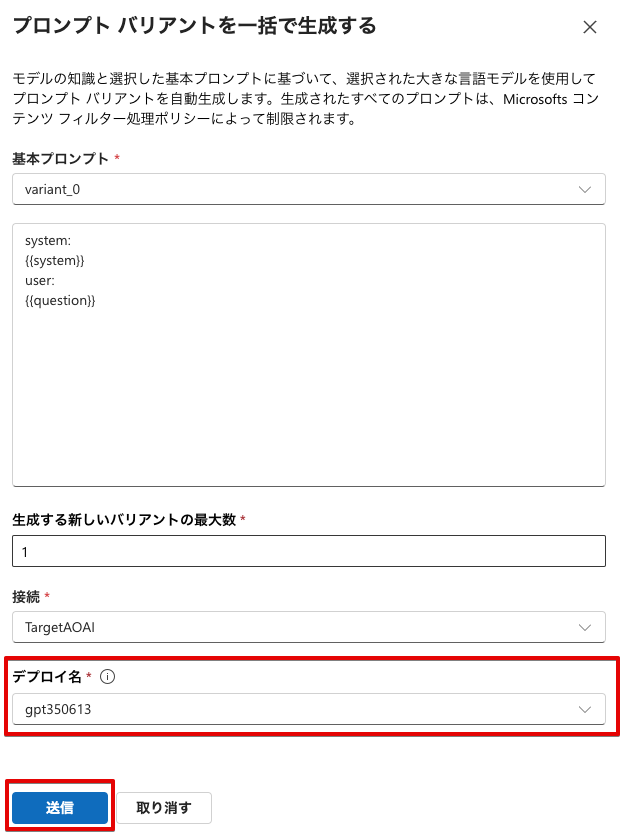 プロンプト バリアントを一括で生成する
モデルの知識と選択した基本プロンプトに基づいて、選択された大きな言語モデルを使用して
プロンプト バリアントを自動生成します。生成されたすべてのプロンプトは、Microsofts コン
テンツ フィルター処理ポリシーによって制限されます。
基本プロンプト *
variant_0
system:
{{system}}
user:
{{question}}
生成する新しいバリアントの最大数 *
1
接続 *
TargetAOAI
デプロイ名 *
gpt350613
送信 取り消す